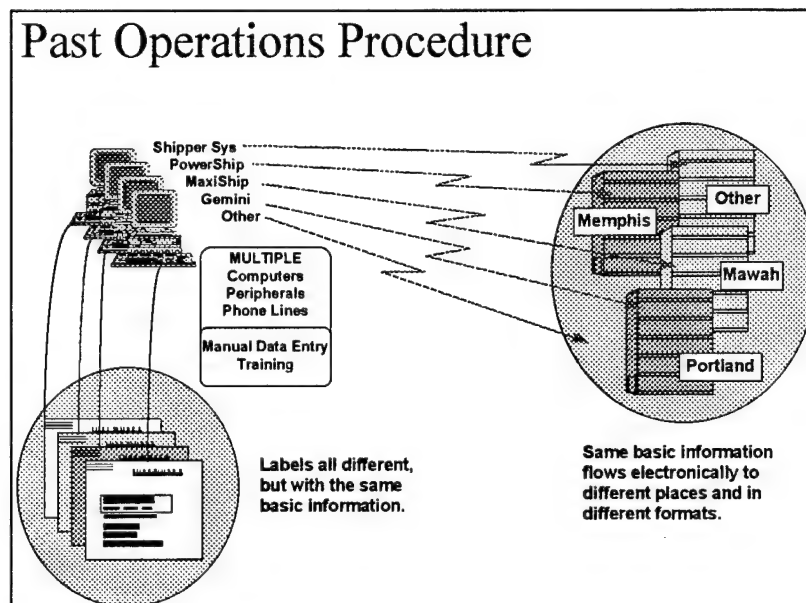 Past Operations Procedure
Shipper Sys
PowerShip
MaxiShip
Gemini
Other
MULTIPLE
Computers
Peripherals
Phone Lines
Manual Data Entry
Training
Other
Memphis
Mawah
Portland
Labels all different,
but with the same
basic information.
Same basic information
flows electronically to
different places and in
different formats.